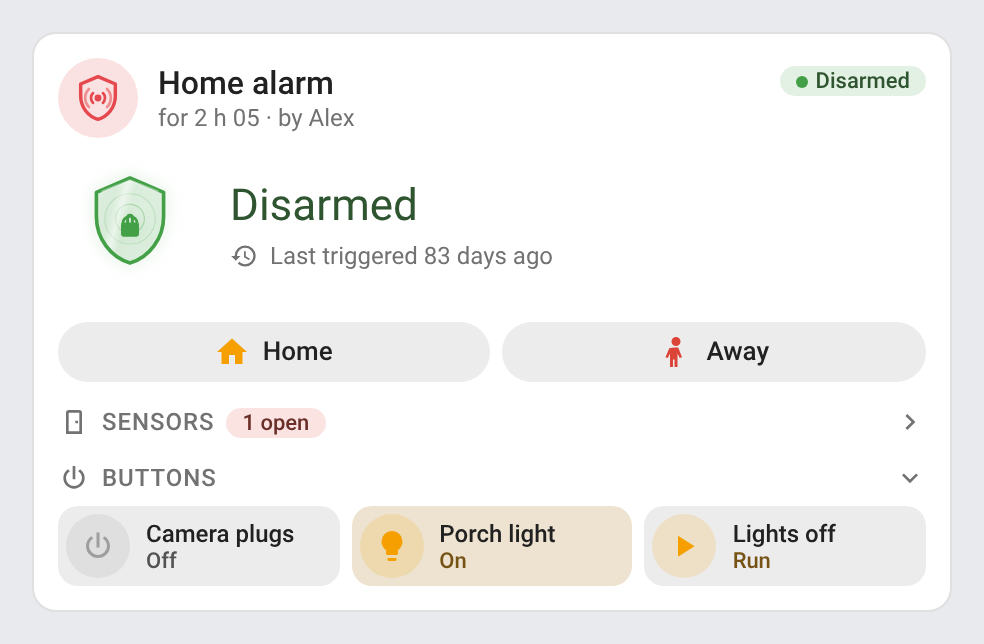 Home alarm
for 2 h 05 · by Alex
Disarmed
Disarmed
Last triggered 83 days ago
Home
Away
SENSORS
1 open
BUTTONS
Camera plugs
Off
Porch light
On
Lights off
Run